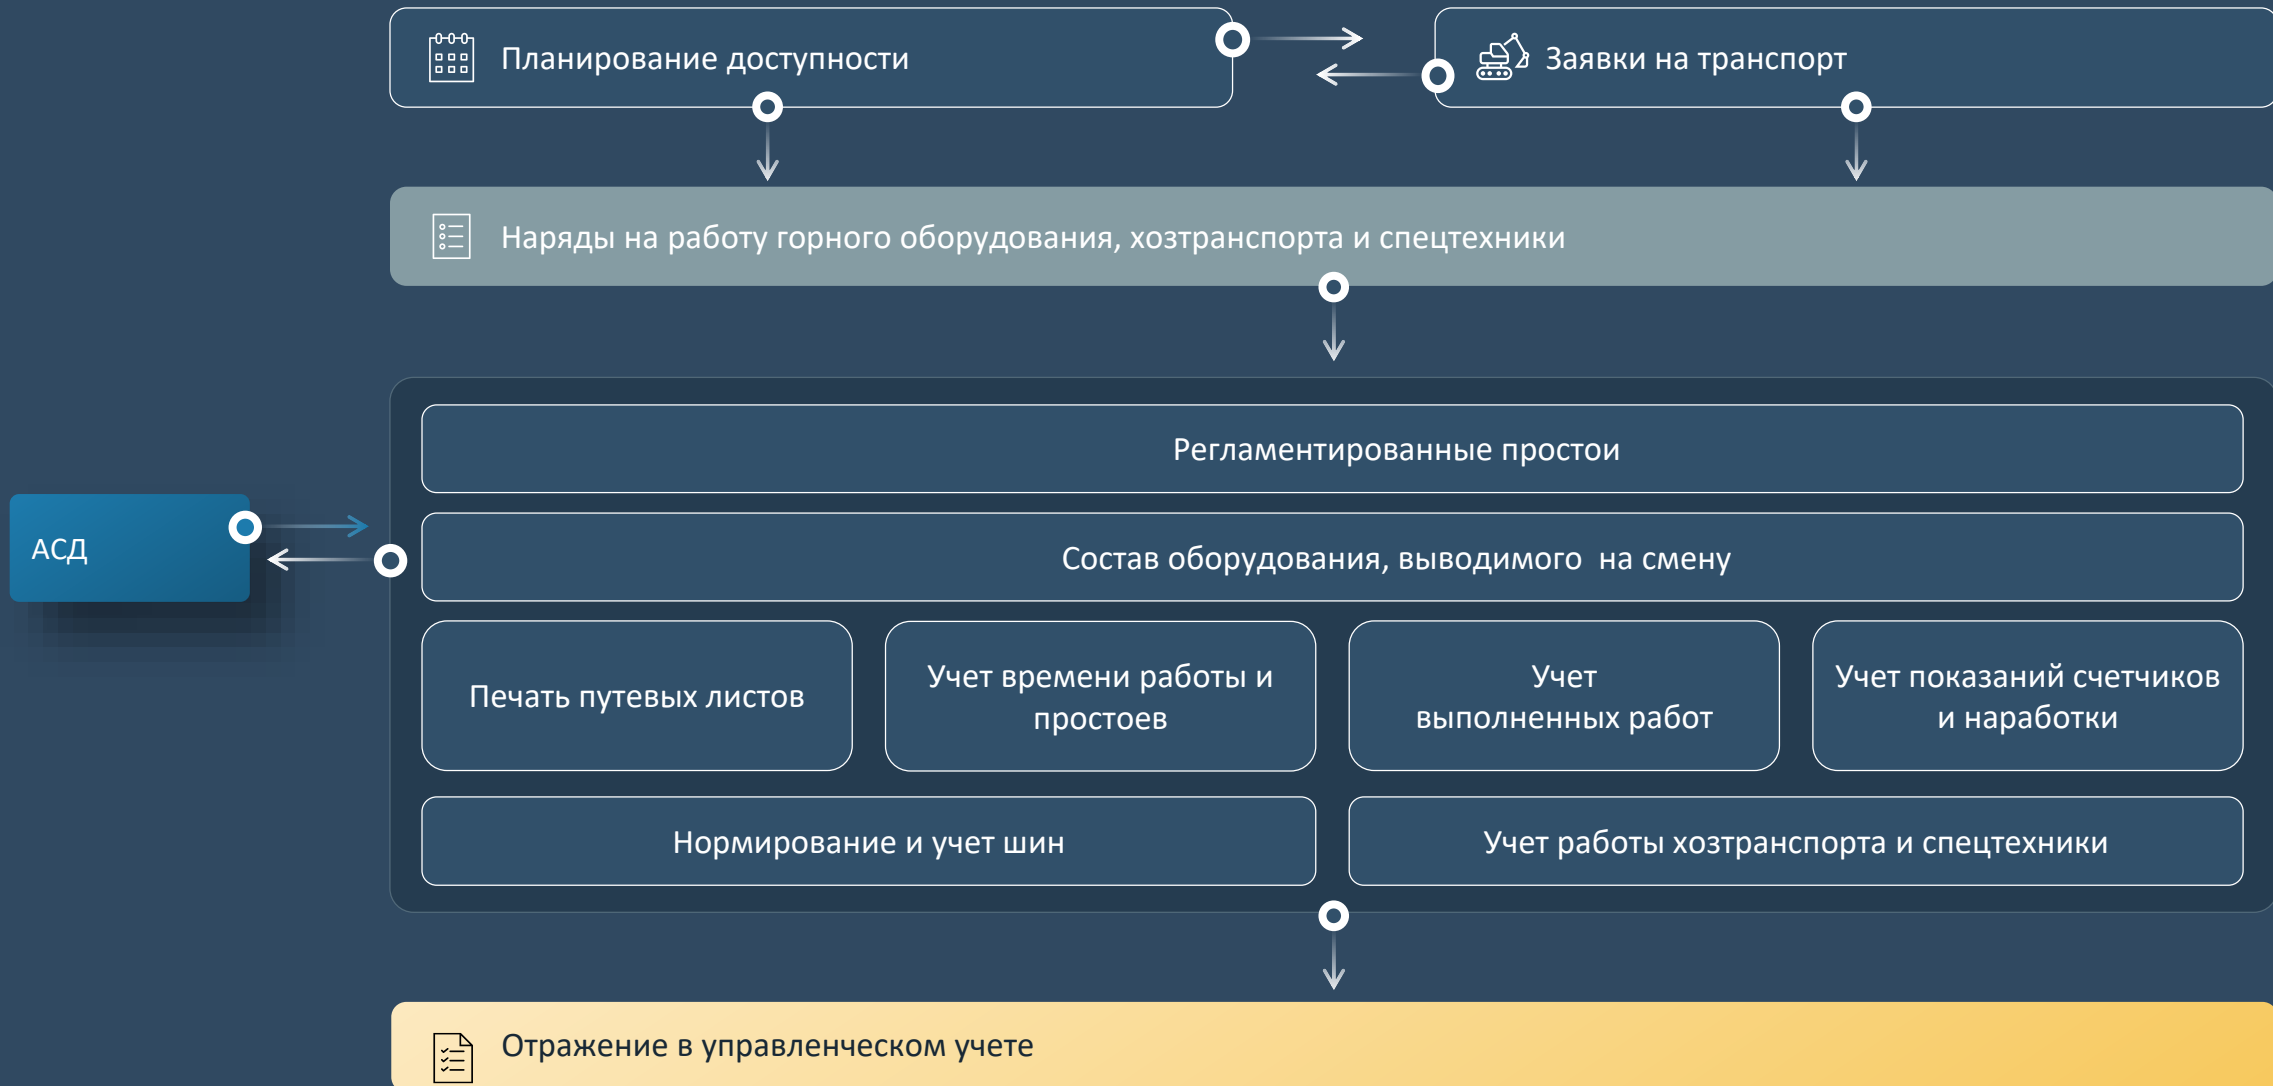 Планирование доступности
Заявки на транспорт
Наряды на работу горного оборудования, хозтранспорта и спецтехники
Регламентированные простои
АСД
Состав оборудования, выводимого  на смену
Печать путевых листов
Учет времени работы и
простоев
Учет
выполненных работ
Учет показаний счетчиков
и наработки
Нормирование и учет шин
Учет работы хозтранспорта и спецтехники
Отражение в управленческом учете